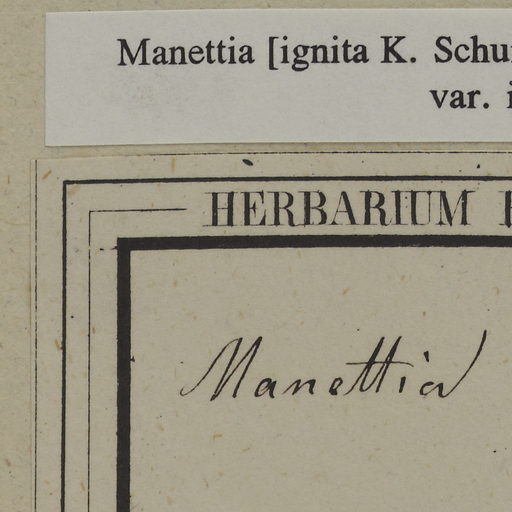 Manettia [ignita K. Schu
var.
HERBARIUM
Manettia